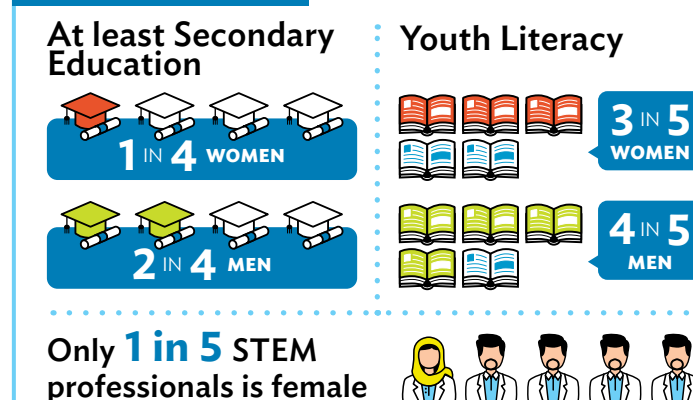 At least Secondary
Education
1 IN 4 WOMEN
2 IN 4 MEN
Youth Literacy
3 IN 5
WOMEN
4 IN 5
MEN
Only 1 in 5 STEM
professionals is female